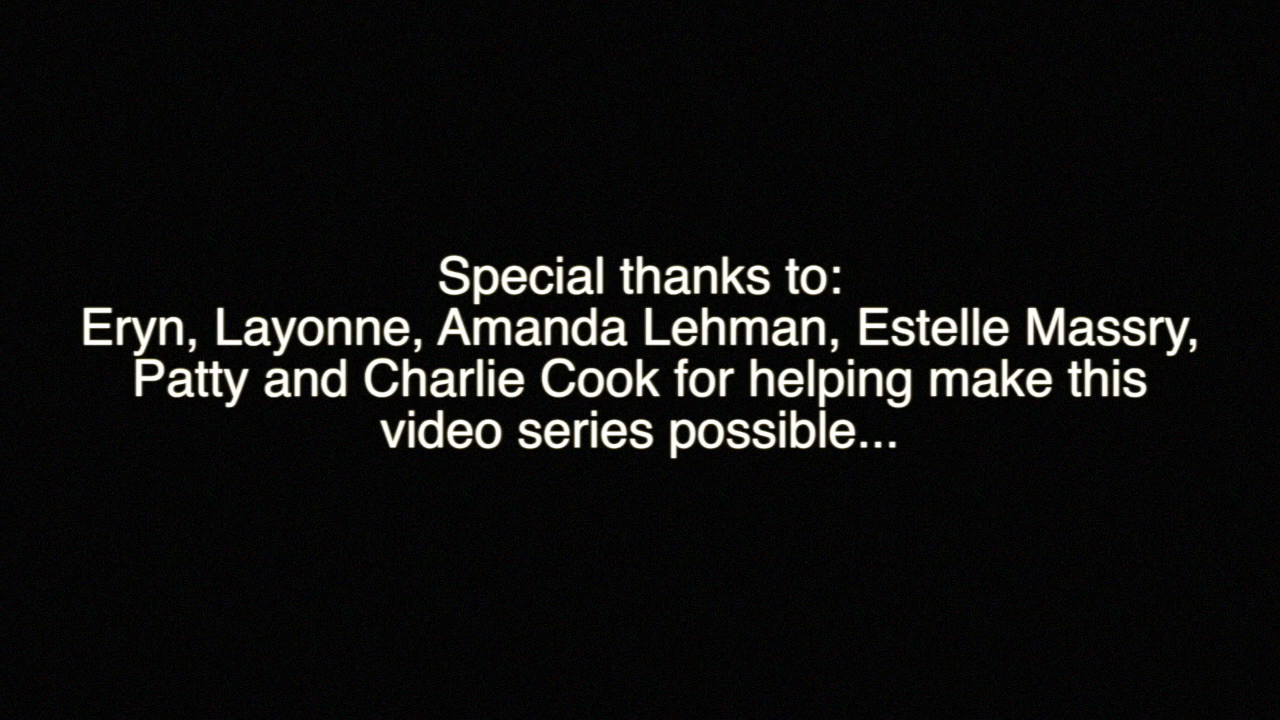 Special thanks to:
Eryn, Layonne, Amanda Lehman, Estelle Massry,
Patty and Charlie Cook for helping make this
video series possible...